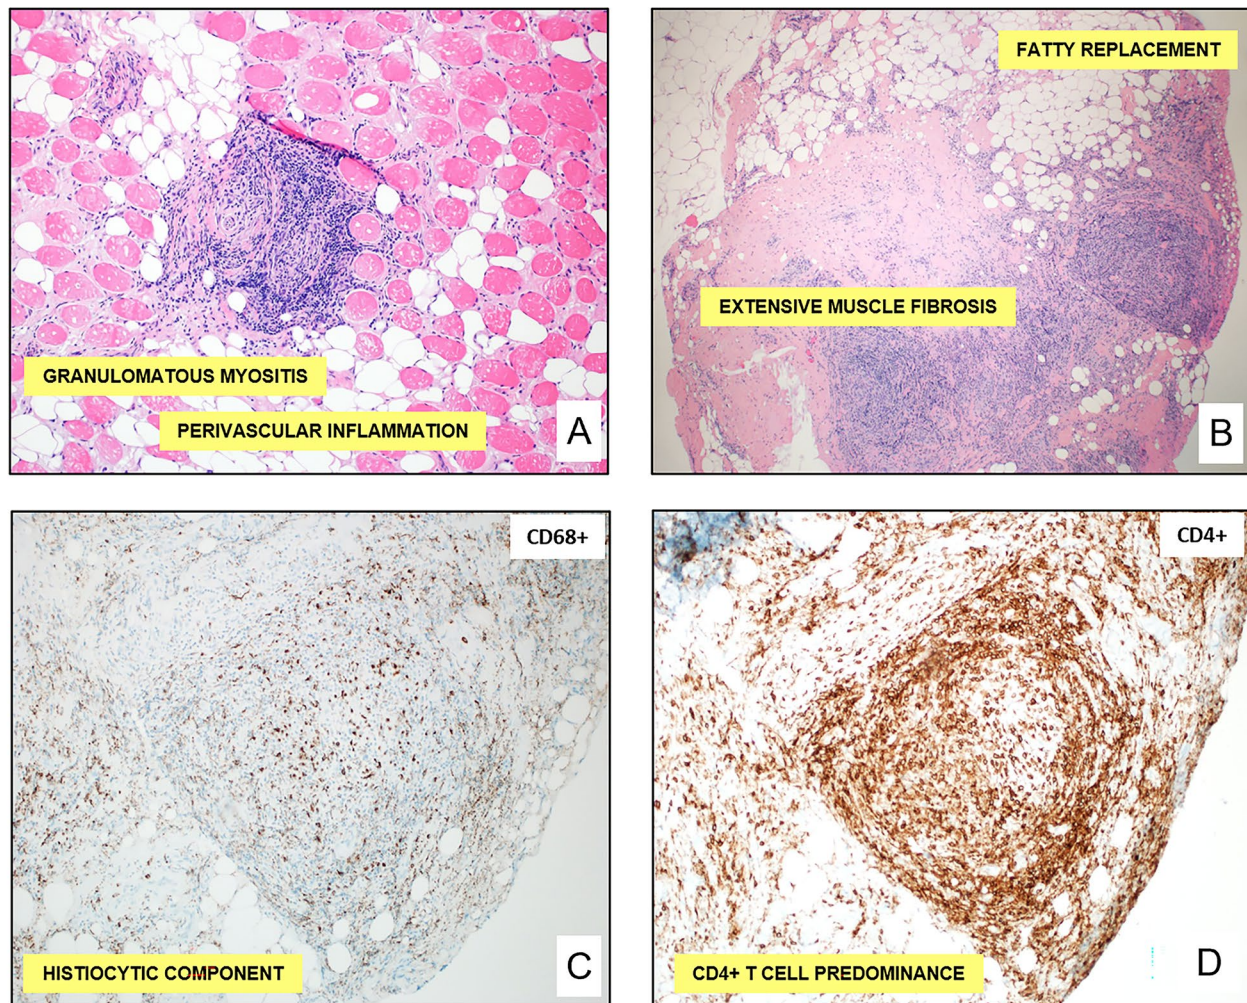 GRANULOMATOUS MYOSITIS
PERIVASCULAR INFLAMMATION
A
FATTY REPLACEMENT
EXTENSIVE MUSCLE FIBROSIS
B
CD68+
HISTIOCYTIC COMPONENT
C
CD4+
CD4+ T CELL PREDOMINANCE
D